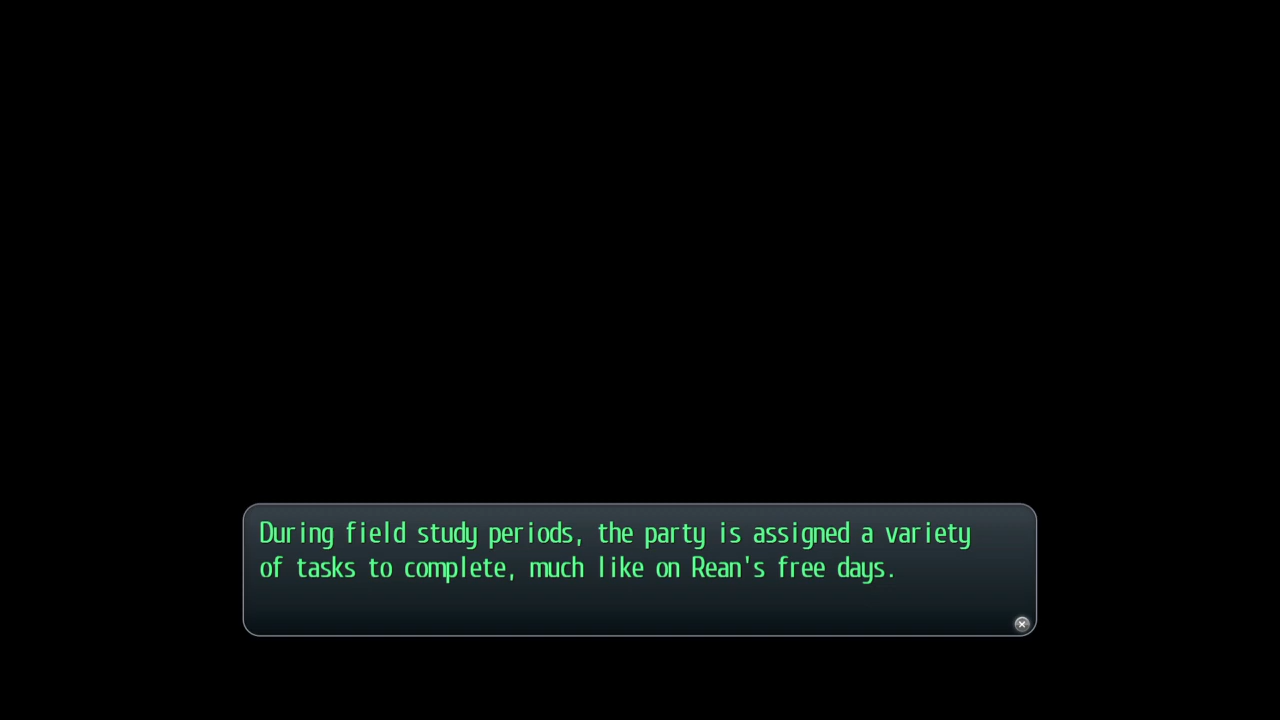 During field study periods, the party is assigned a variety
of tasks to complete, much like on Rean's free days.